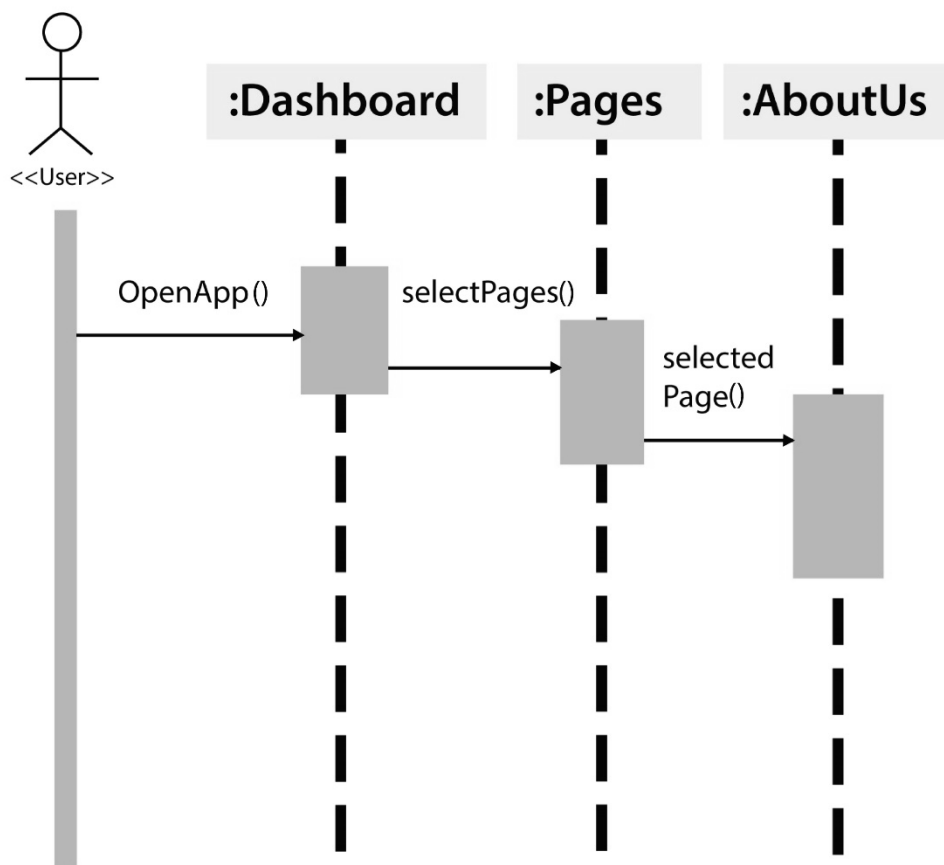 :Dashboard
:Pages
:AboutUs
<<User>>
OpenApp()
selectPages()
selected
Page()